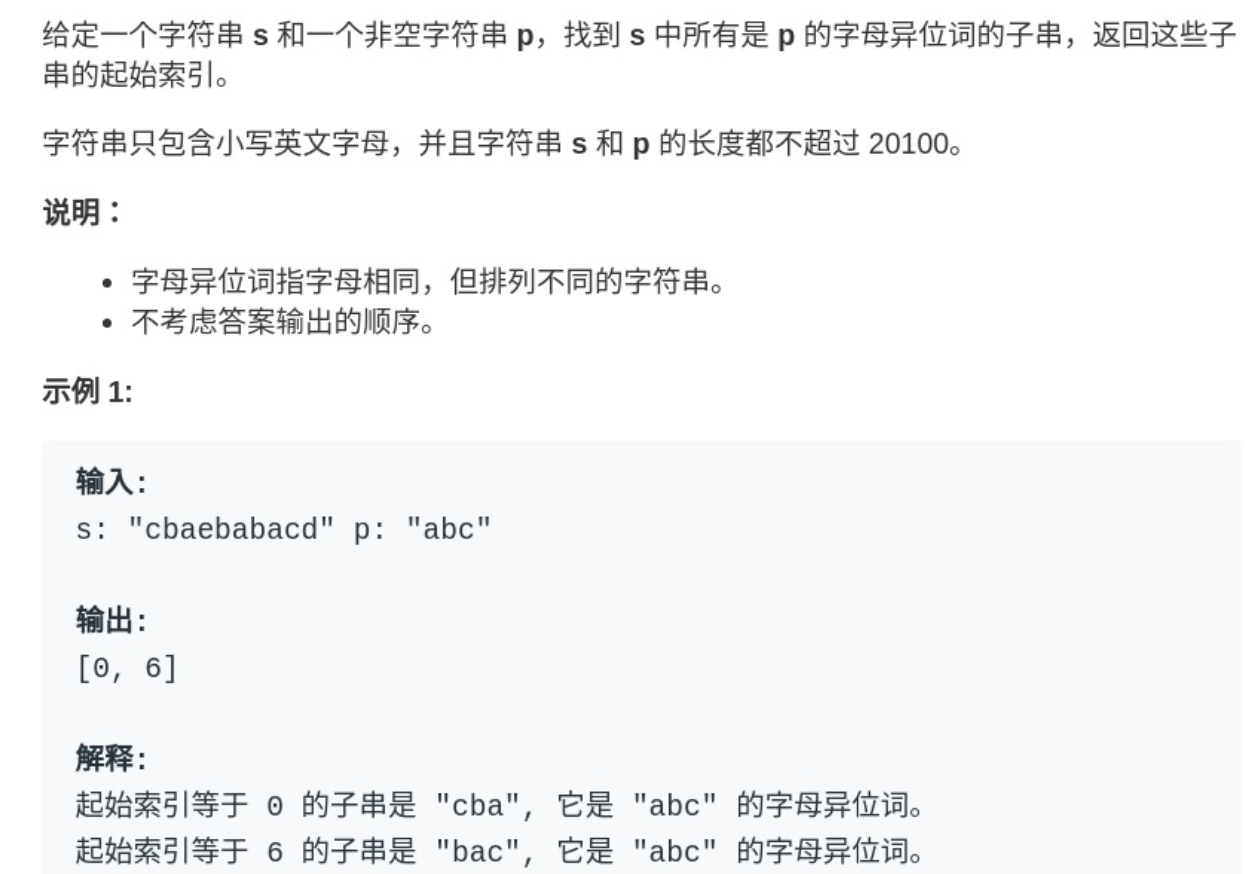 给定一个字符串 s 和一个非空字符串 p，找到 s 中所有是 p 的字母异位词的子串，返回这些子
串的起始索引。
字符串只包含小写英文字母，并且字符串 s 和 p 的长度都不超过 20100。
说明：
• 字母异位词指字母相同，但排列不同的字符串。
• 不考虑答案输出的顺序。
示例 1:
输入:
s: "cbaebabacd" p: "abc"
输出:
[0, 6]
解释:
起始索引等于 0 的子串是 "cba", 它是 "abc" 的字母异位词。
起始索引等于 6 的子串是 "bac", 它是 "abc" 的字母异位词。